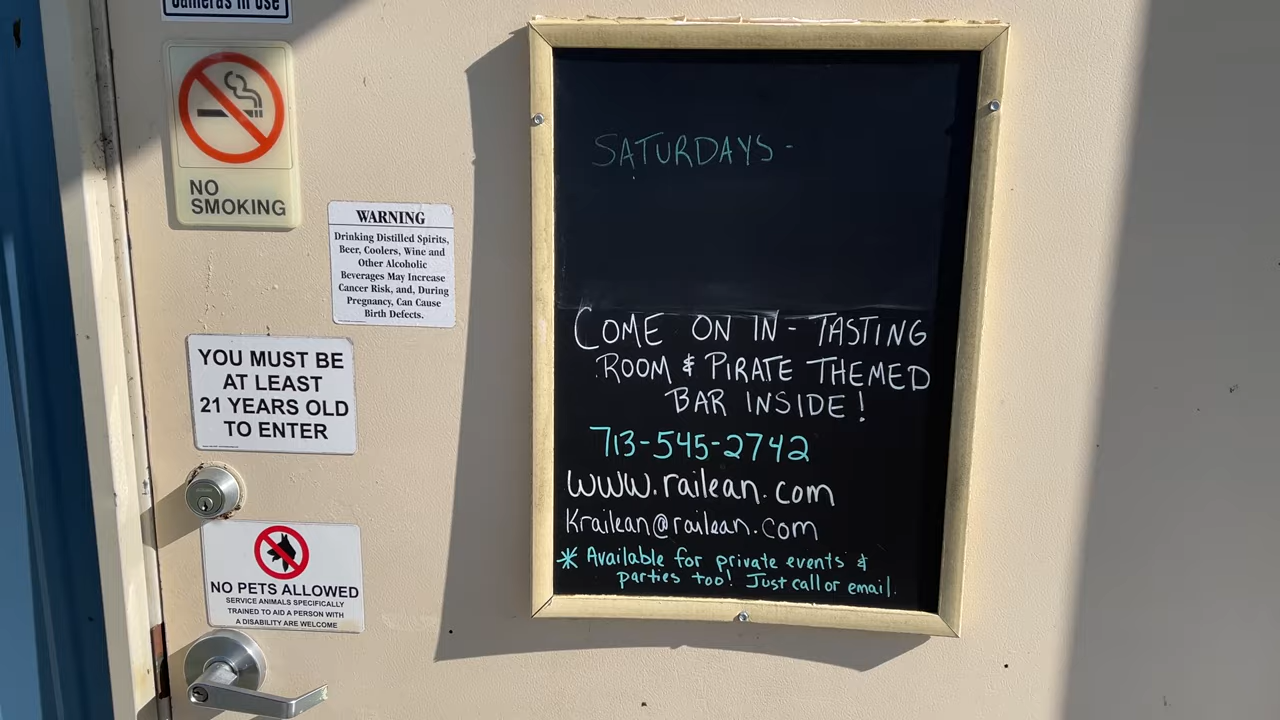 Cameras in Use
NO
SMOKING
WARNING
Drinking Distilled Spirits,
Beer, Coolers, Wine and
Other Alcoholic
Beverages May Increase
Cancer Risk, and, During
Pregnancy, Can Cause
Birth Defects.
YOU MUST BE
AT LEAST
21 YEARS OLD
TO ENTER
NO PETS ALLOWED
SERVICE ANIMALS SPECIFICALLY
TRAINED TO AID A PERSON WITH
A DISABILITY ARE WELCOME
SATURDAYS-
COME ON IN - TASTING
ROOM & PIRATE THEMED
BAR INSIDE!
713-545-2742
www.railean.com
Krailean@railean.com
* Available for private events &
parties too! Just call or email.